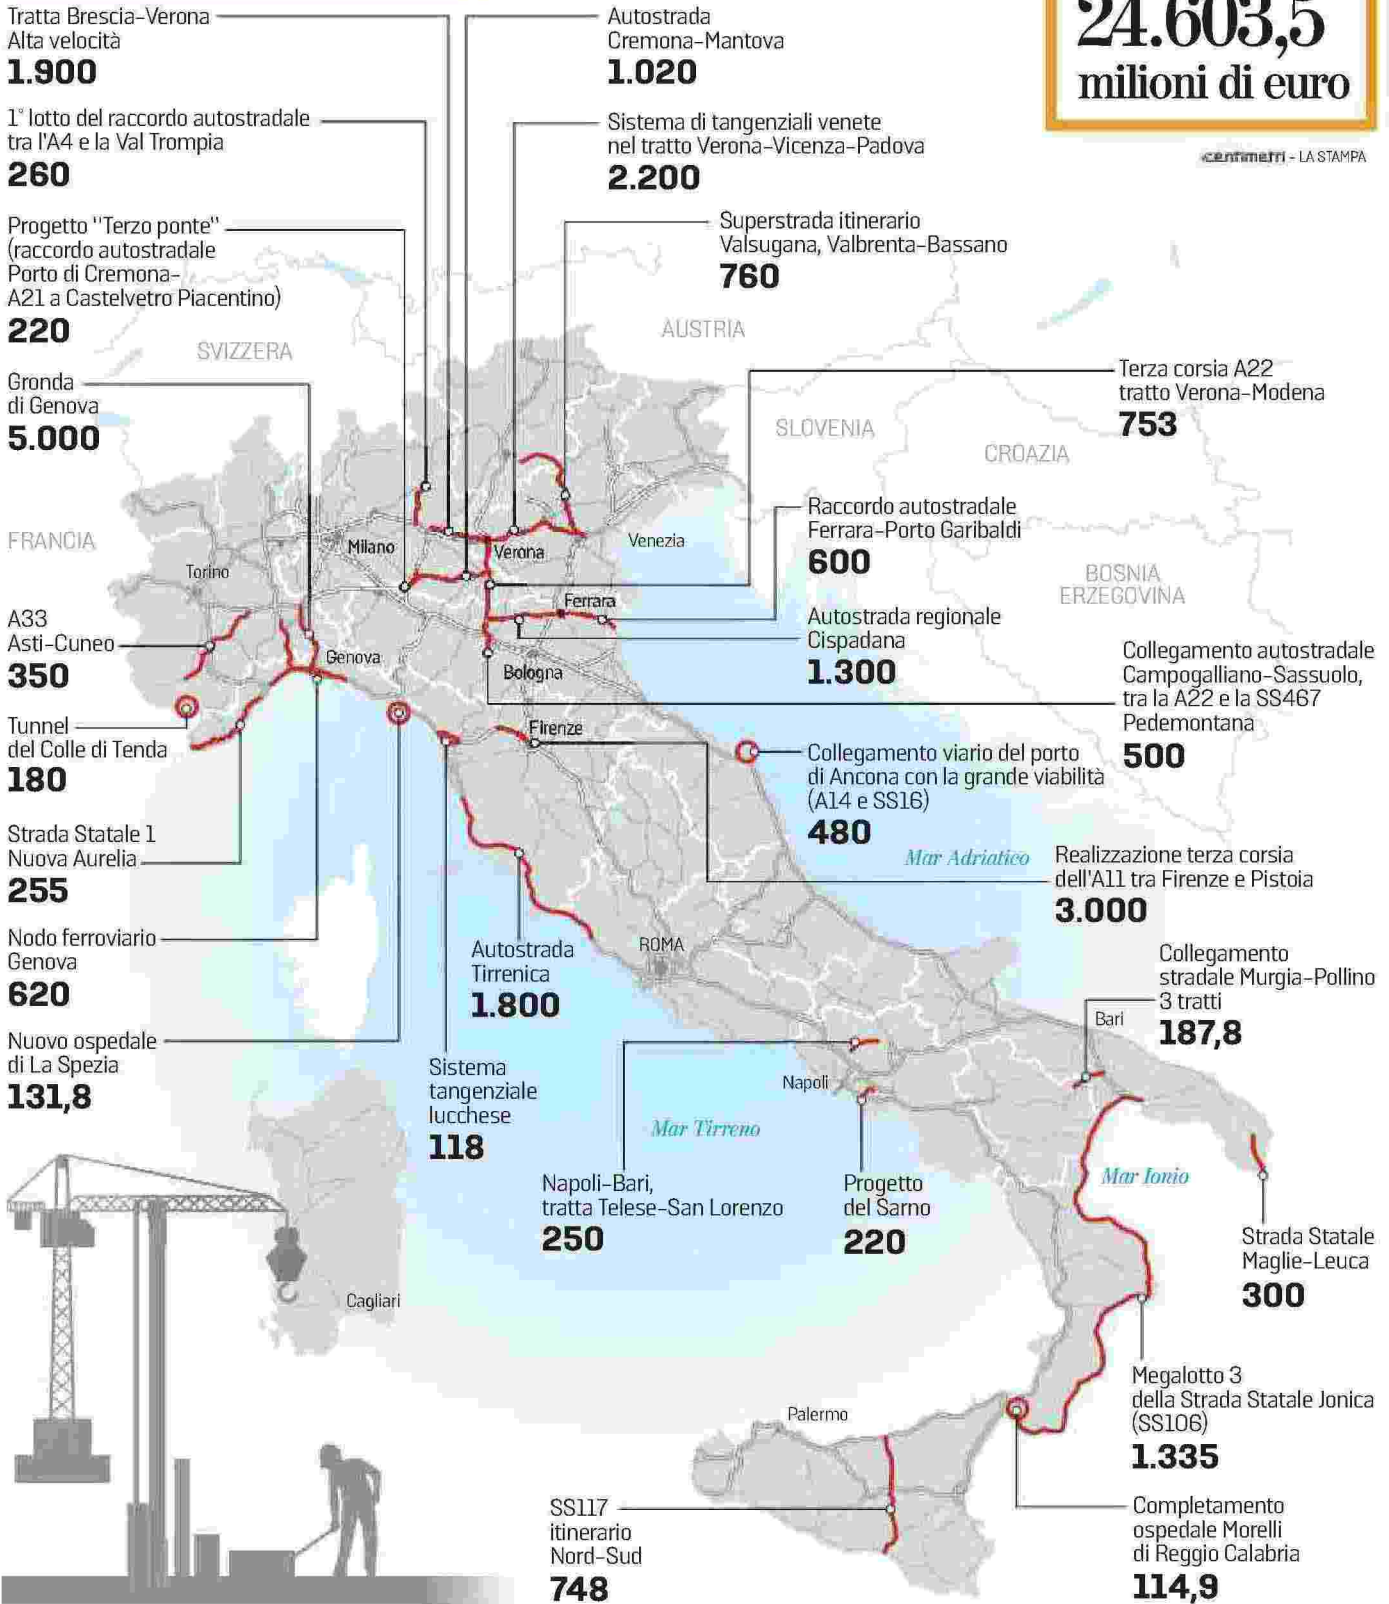 Tratta Brescia-Verona
Alta velocità
1.900
Autostrada
Cremona-Mantova
1.020
24.603,5
milioni di euro
centimetri - LA STAMPA
1° lotto del raccordo autostradale
tra l'A4 e la Val Trompia
260
Sistema di tangenziali venete
nel tratto Verona-Vicenza-Padova
2.200
Progetto "Terzo ponte"
(raccordo autostradale
Porto di Cremona-
A21 a Castelvetro Piacentino)
220
Superstrada itinerario
Valsugana, Valbrenta-Bassano
760
AUSTRIA
SVIZZERA
Gronda
di Genova
5.000
Terza corsia A22
tratto Verona-Modena
753
SLOVENIA
CROAZIA
FRANCIA
Raccordo autostradale
Ferrara-Porto Garibaldi
600
Milano
Verona
Venezia
Torino
BOSNIA
ERZEGOVINA
Ferrara
A33
Asti-Cuneo
350
Autostrada regionale
Cispadana
1.300
Genova
Bologna
Collegamento autostradale
Campogalliano-Sassuolo,
tra la A22 e la SS467
Pedemontana
500
Tunnel
del Colle di Tenda
180
Firenze
Collegamento viario del porto
di Ancona con la grande viabilità
(A14 e SS16)
480
Strada Statale 1
Nuova Aurelia
255
Mar Adriatico
Realizzazione terza corsia
dell'A11 tra Firenze e Pistoia
3.000
Nodo ferroviario
Genova
620
Autostrada
Tirrenica
1.800
ROMA
Collegamento
stradale Murgia-Pollino
3 tratti
187,8
Bari
Nuovo ospedale
di La Spezia
131,8
Sistema
tangenziale
lucchese
118
Napoli
Mar Tirreno
Napoli-Bari,
tratta Telese-San Lorenzo
250
Progetto
del Sarno
220
Mar Ionio
Strada Statale
Maglie-Leuca
300
Cagliari
Megalotto 3
della Strada Statale Jonica
(SS106)
1.335
Palermo
SS117
itinerario
Nord-Sud
748
Completamento
ospedale Morelli
di Reggio Calabria
114,9